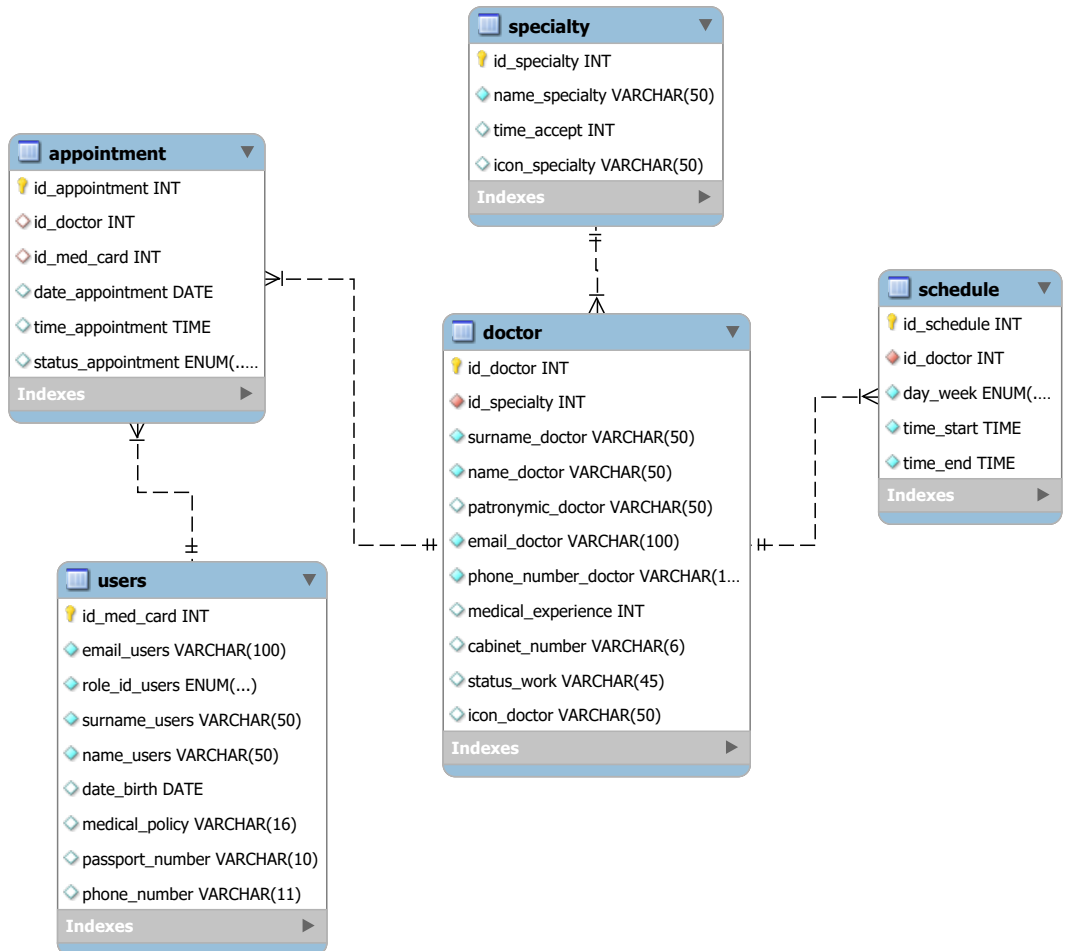 specialty
id_specialty INT
name_specialty VARCHAR(50)
time_accept INT
icon_specialty VARCHAR(50)
Indexes
appointment
id_appointment INT
id_doctor INT
id_med_card INT
date_appointment DATE
time_appointment TIME
status_appointment ENUM(.....
Indexes
doctor
id_doctor INT
id_specialty INT
surname_doctor VARCHAR(50)
name_doctor VARCHAR(50)
patronymic_doctor VARCHAR(50)
email_doctor VARCHAR(100)
phone_number_doctor VARCHAR(1...
medical_experience INT
cabinet_number VARCHAR(6)
status_work VARCHAR(45)
icon_doctor VARCHAR(50)
Indexes
schedule
id_schedule INT
id_doctor INT
day_week ENUM(....
time_start TIME
time_end TIME
Indexes
users
id_med_card INT
email_users VARCHAR(100)
role_id_users ENUM(...)
surname_users VARCHAR(50)
name_users VARCHAR(50)
date_birth DATE
medical_policy VARCHAR(16)
passport_number VARCHAR(10)
phone_number VARCHAR(11)
Indexes